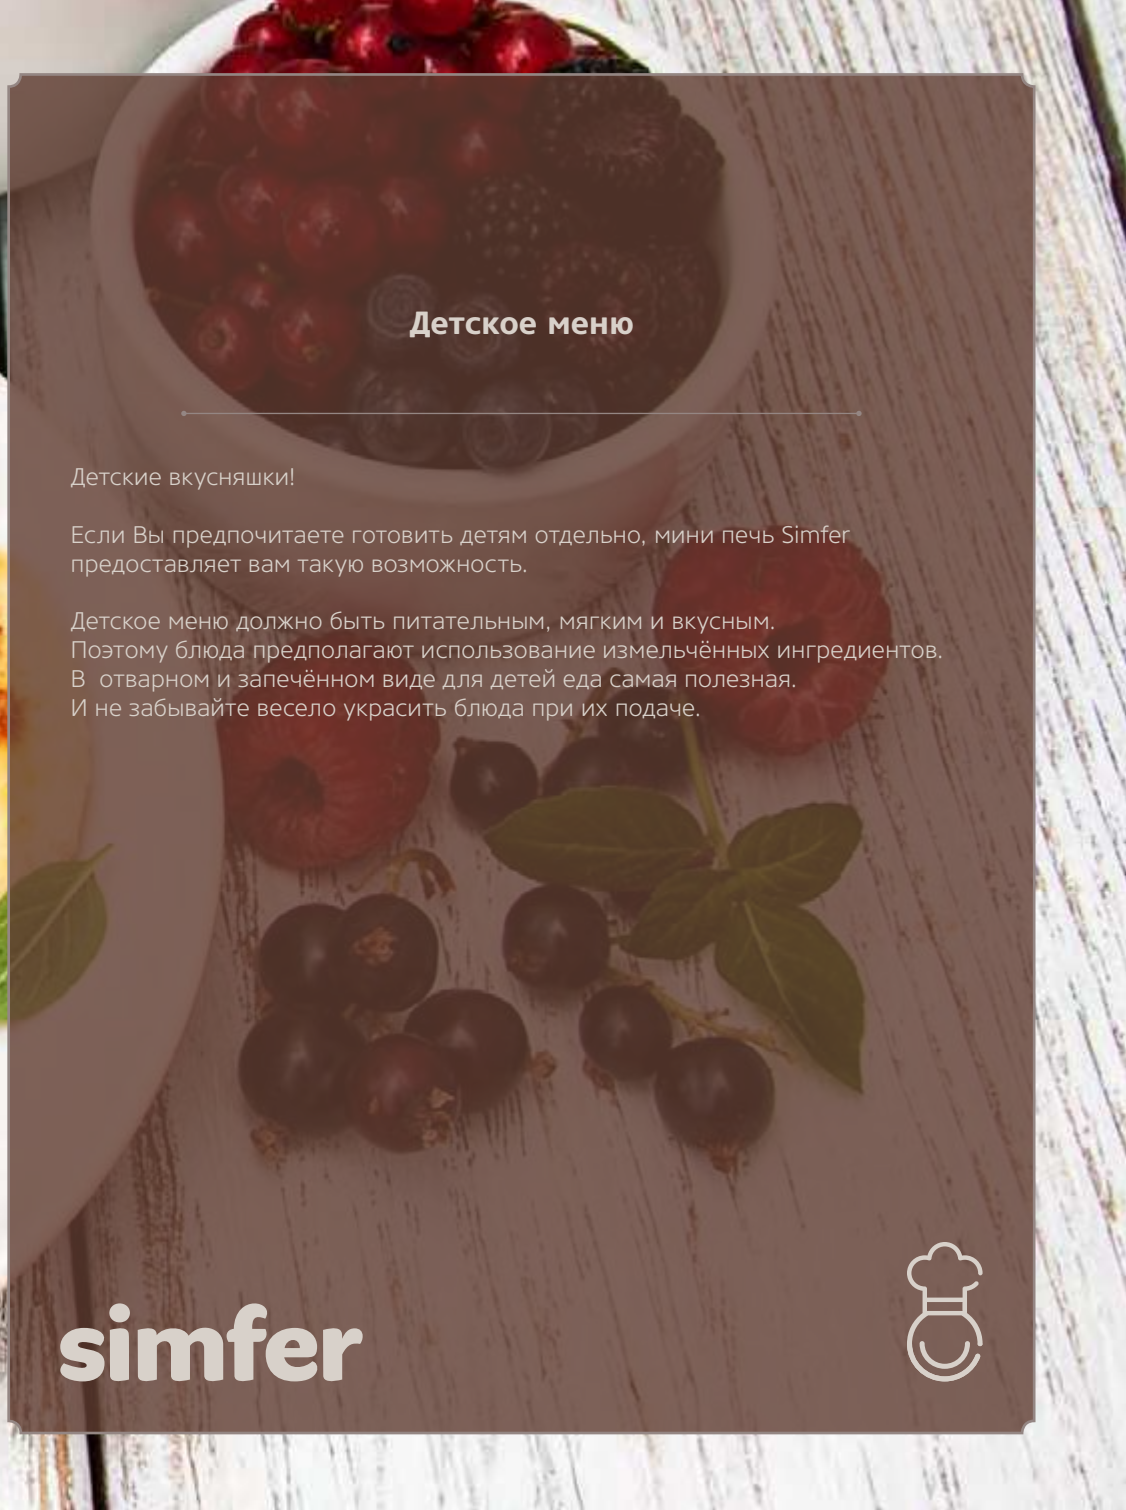 Детское меню
Детские вкусняшки!
Если Вы предпочитаете готовить детям отдельно, мини печь Simfer
предоставляет вам такую возможность.
Детское меню должно быть питательным, мягким и вкусным.
Поэтому блюда предполагают использование измельчённых ингредиентов.
В  отварном и запечённом виде для детей еда самая полезная.
И не забывайте весело украсить блюда при их подаче.
simfer